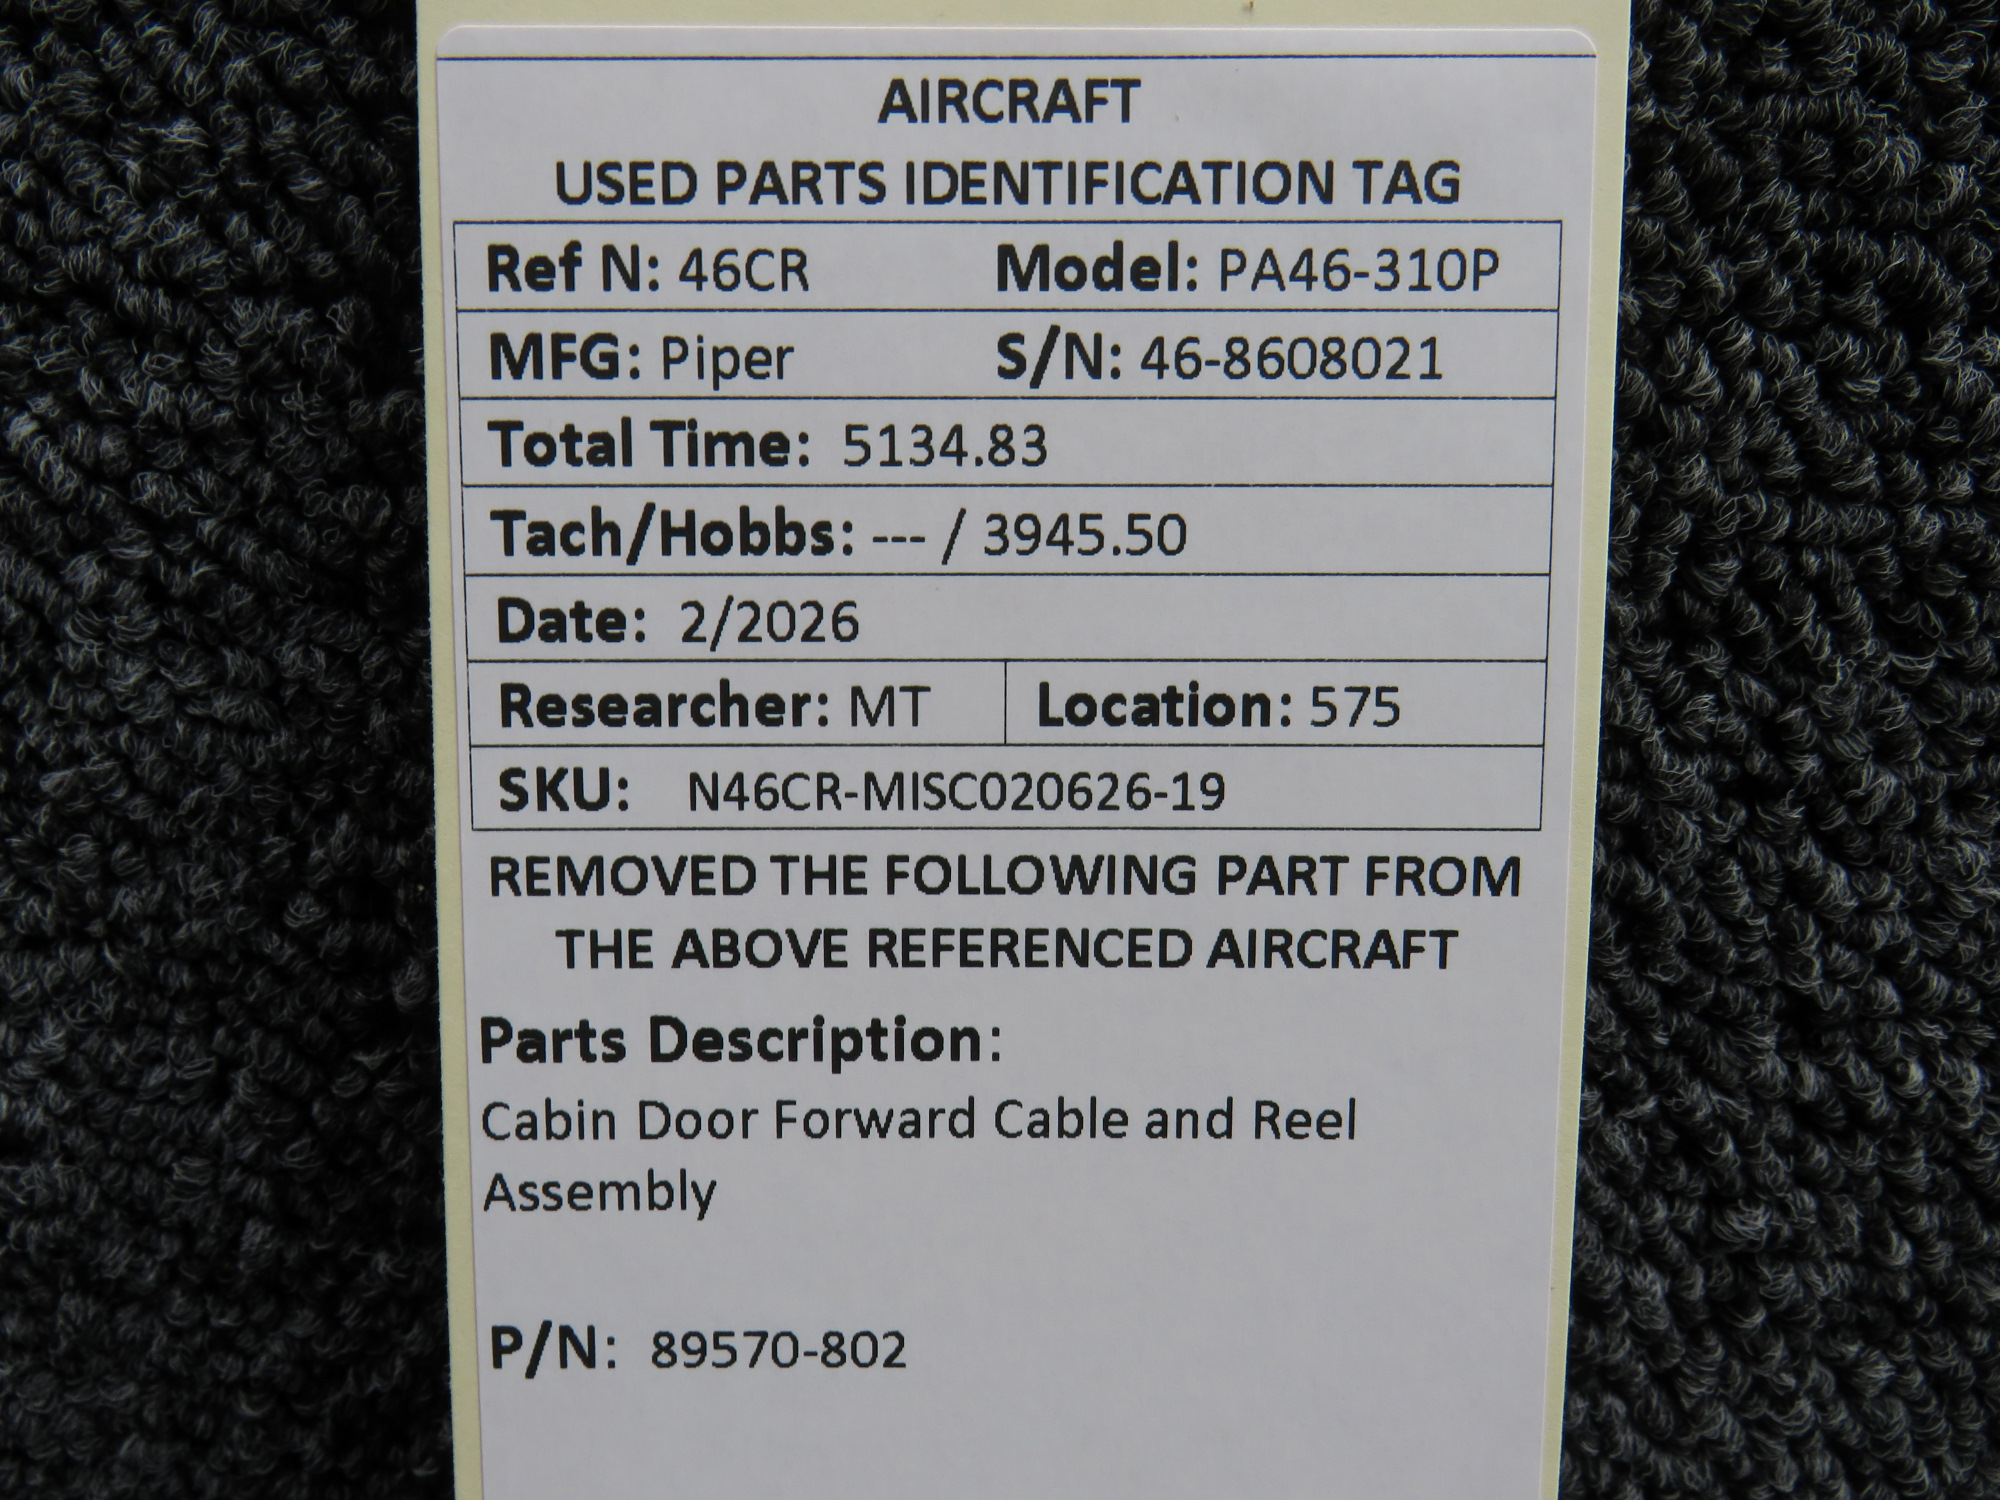 AIRCRAFT
USED PARTS IDENTIFICATION TAG
Ref N: 46CR Model: PA46-310P
MFG: Piper S/N: 46-8608021
Total Time: 5134.83
Tach/Hobbs: --- / 3945.50
Date: 2/2026
Researcher: MT Location: 575
SKU: N46CR-MISC020626-19
REMOVED THE FOLLOWING PART FROM
THE ABOVE REFERENCED AIRCRAFT
Parts Description:
Cabin Door Forward Cable and Reel
Assembly
P/N: 89570-802